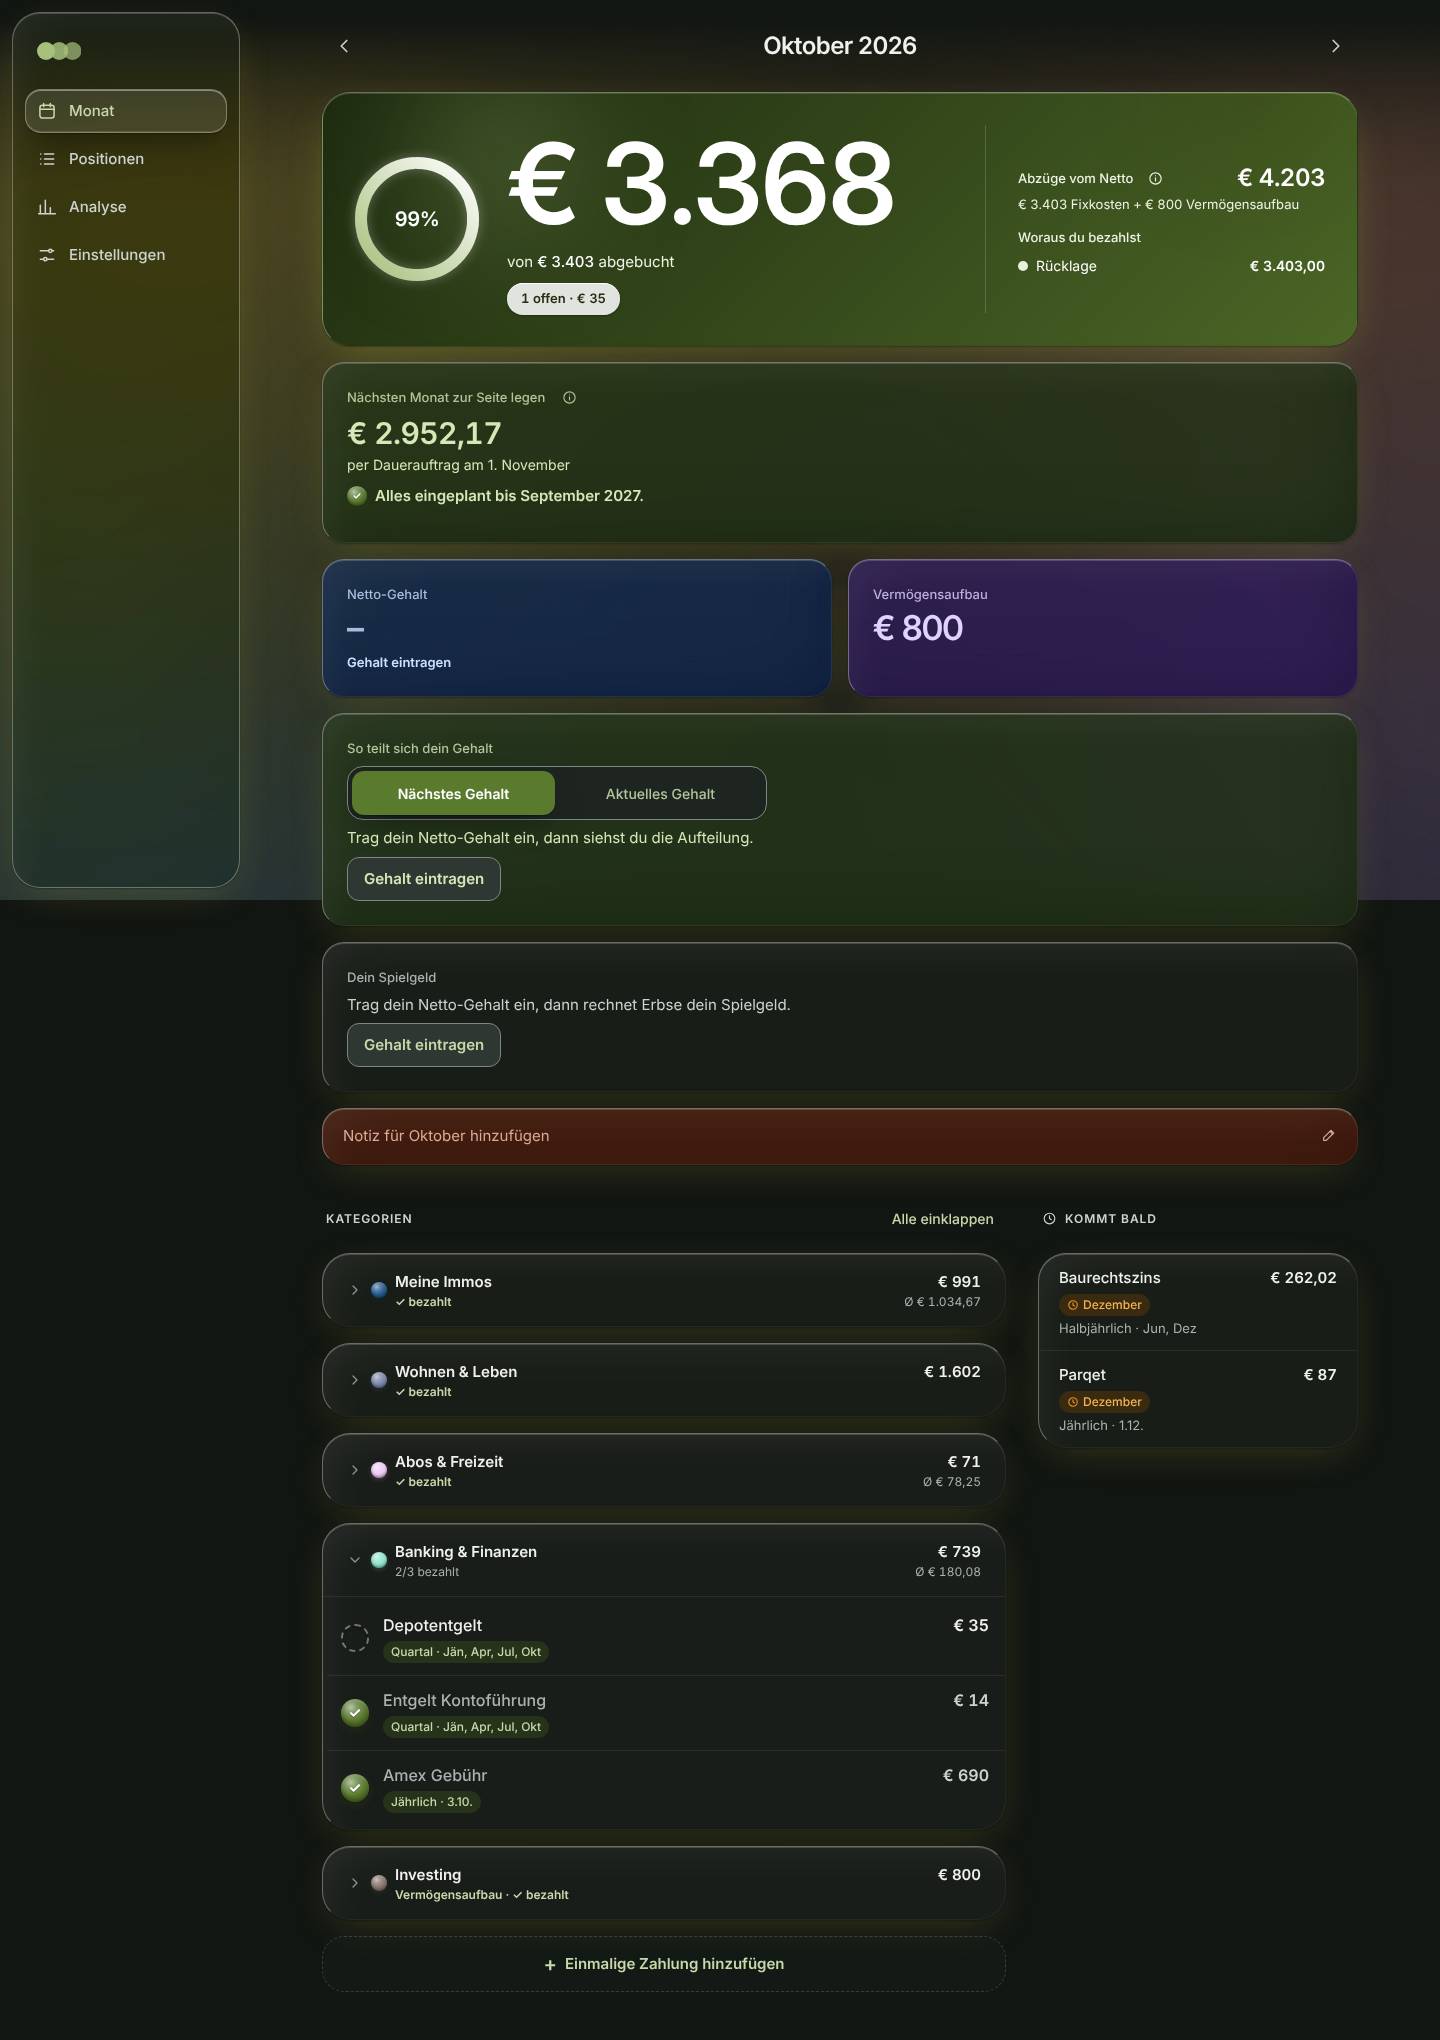 Oktober 2026
Monat
Positionen
Analyse
Einstellungen
99%
€ 3.368
von € 3.403 abgebucht
1 offen · € 35
Abzüge vom Netto € 4.203
€ 3.403 Fixkosten + € 800 Vermögensaufbau
Woraus du bezahlst
Rücklage € 3.403,00
Nächsten Monat zur Seite legen
€ 2.952,17
per Dauerauftrag am 1. November
Alles eingeplant bis September 2027.
Netto-Gehalt
–
Gehalt eintragen
Vermögensaufbau
€ 800
So teilt sich dein Gehalt
Nächstes Gehalt Aktuelles Gehalt
Trag dein Netto-Gehalt ein, dann siehst du die Aufteilung.
Gehalt eintragen
Dein Spielgeld
Trag dein Netto-Gehalt ein, dann rechnet Erbse dein Spielgeld.
Gehalt eintragen
Notiz für Oktober hinzufügen
KATEGORIEN Alle einklappen
Meine Immos € 991
✓ bezahlt Ø € 1.034,67
Wohnen & Leben € 1.602
✓ bezahlt
Abos & Freizeit € 71
✓ bezahlt Ø € 78,25
Banking & Finanzen € 739
2/3 bezahlt Ø € 180,08
Depotentgelt € 35
Quartal · Jän, Apr, Jul, Okt
Entgelt Kontoführung € 14
Quartal · Jän, Apr, Jul, Okt
Amex Gebühr € 690
Jährlich · 3.10.
Investing € 800
Vermögensaufbau · ✓ bezahlt
+ Einmalige Zahlung hinzufügen
KOMMT BALD
Baurechtszins € 262,02
Dezember
Halbjährlich · Jun, Dez
Parqet € 87
Dezember
Jährlich · 1.12.